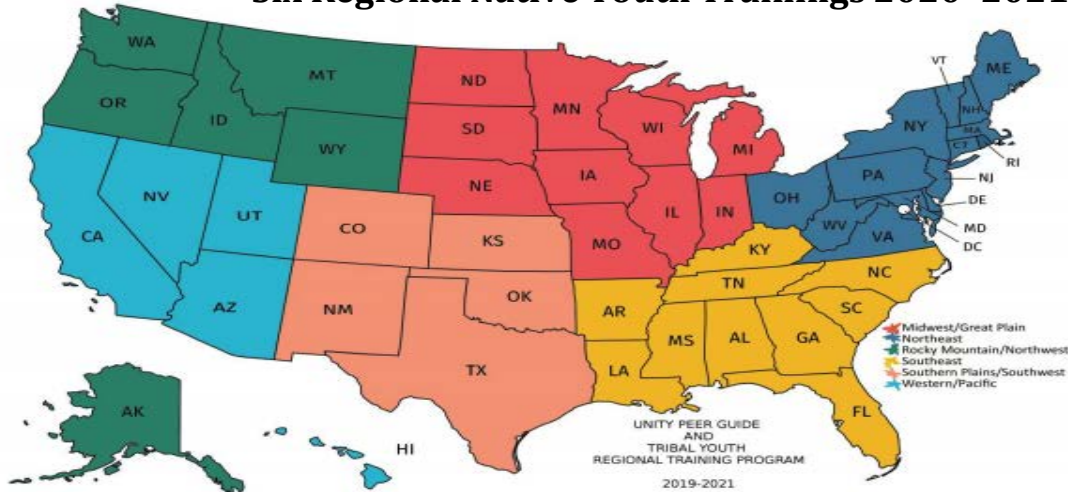 Six Regional Native Youth Trainings 2020-2021
WA
OR
ID
MT
WY
ND
SD
NE
MN
IA
MO
WI
IL
IN
MI
VT
ME
NH
NY
MA
CT
RI
PA
NJ
OH
WV
VA
DE
MD
DC
CA
NV
UT
AZ
CO
KS
NM
OK
TX
KY
TN
NC
SC
AR
MS
AL
GA
LA
FL
AK
HI
Midwest/Great Plain
Northeast
Rocky Mountain/Northwest
Southeast
Southern Plains/Southwest
Western/Pacific
UNITY PEER GUIDE
AND
TRIBAL YOUTH
REGIONAL TRAINING PROGRAM
2019-2021